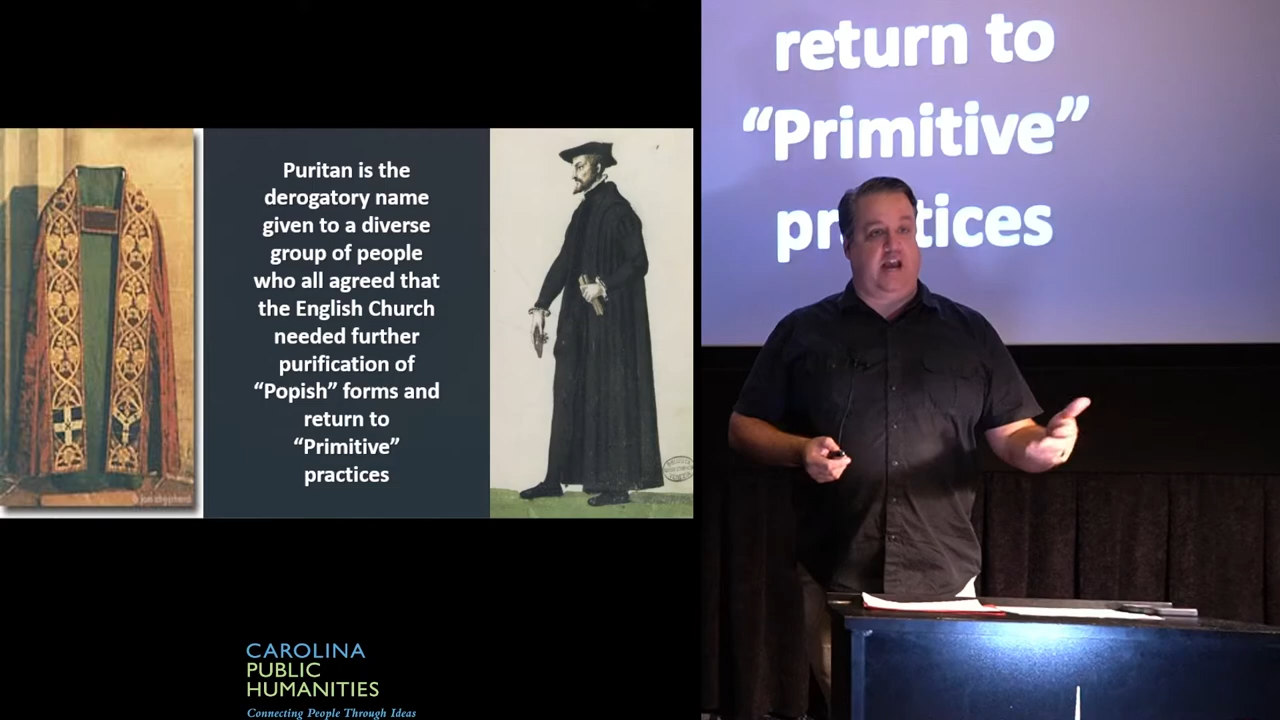 Puritan is the
derogatory name
given to a diverse
group of people
who all agreed that
the English Church
needed further
purification of
“Popish” forms and
return to
“Primitive”
practices
© jon shepherd
CAROLINA
PUBLIC
HUMANITIES
Connecting People Through Ideas
return to
“Primitive”